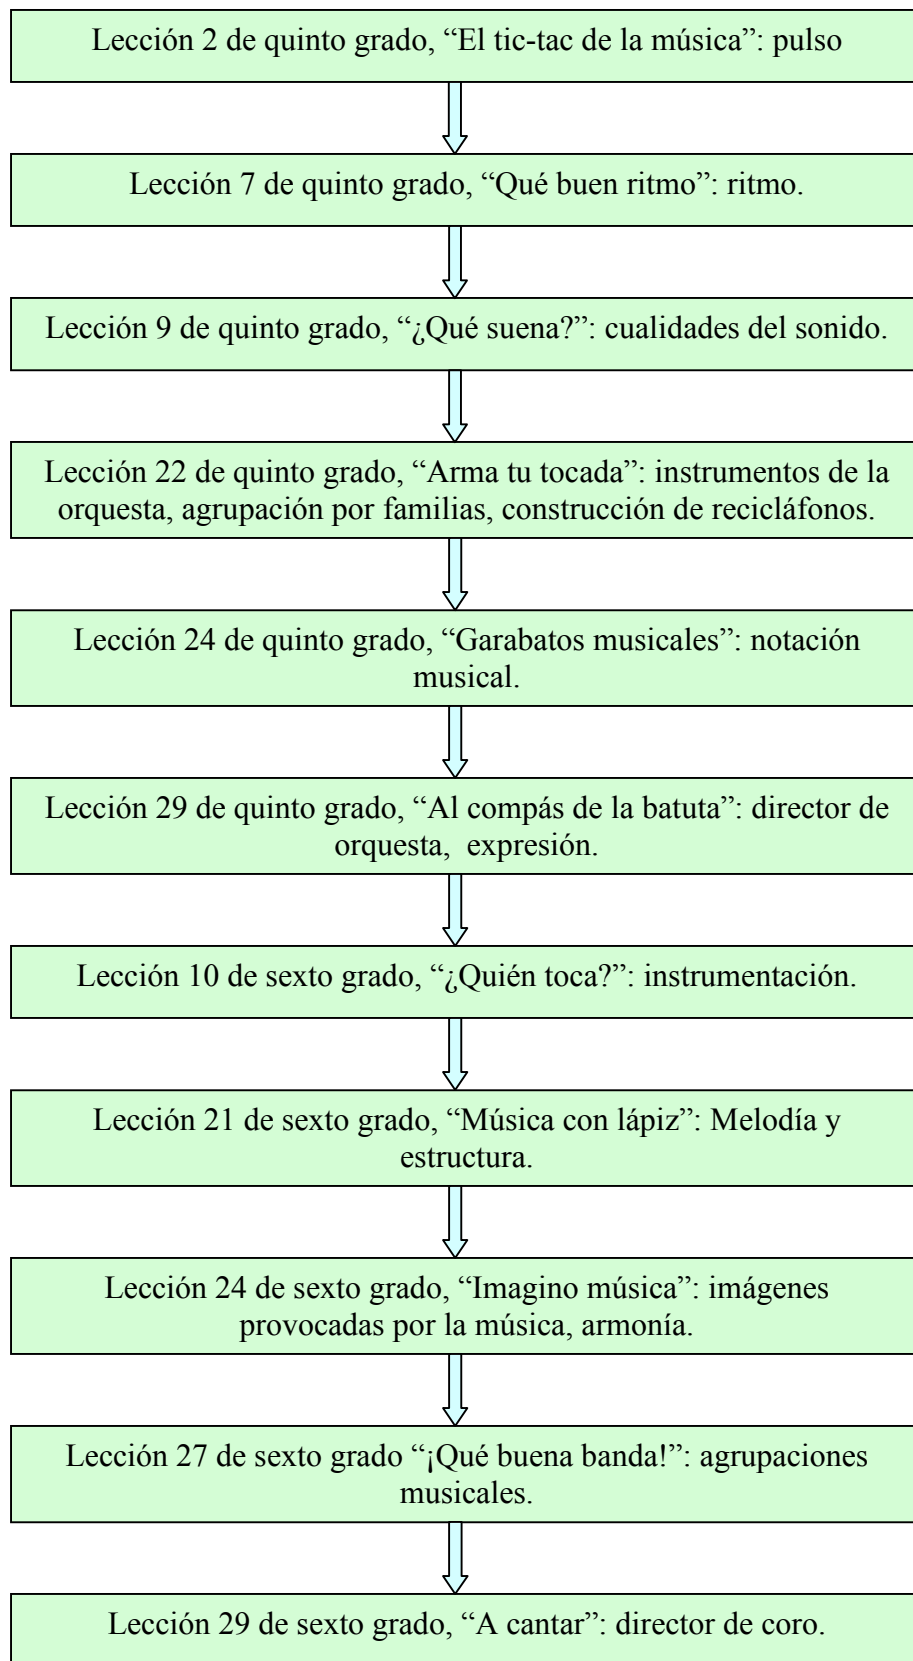 Lección 2 de quinto grado, “El tic-tac de la música”: pulso
Lección 7 de quinto grado, “Qué buen ritmo”: ritmo.
Lección 9 de quinto grado, “¿Qué suena?”: cualidades del sonido.
Lección 22 de quinto grado, “Arma tu tocada”: instrumentos de la
orquesta, agrupación por familias, construcción de recicláfonos.
Lección 24 de quinto grado, “Garabatos musicales”: notación
musical.
Lección 29 de quinto grado, “Al compás de la batuta”: director de
orquesta,  expresión.
Lección 10 de sexto grado, “¿Quién toca?”: instrumentación.
Lección 21 de sexto grado, “Música con lápiz”: Melodía y
estructura.
Lección 24 de sexto grado, “Imagino música”: imágenes
provocadas por la música, armonía.
Lección 27 de sexto grado “¡Qué buena banda!”: agrupaciones
musicales.
Lección 29 de sexto grado, “A cantar”: director de coro.